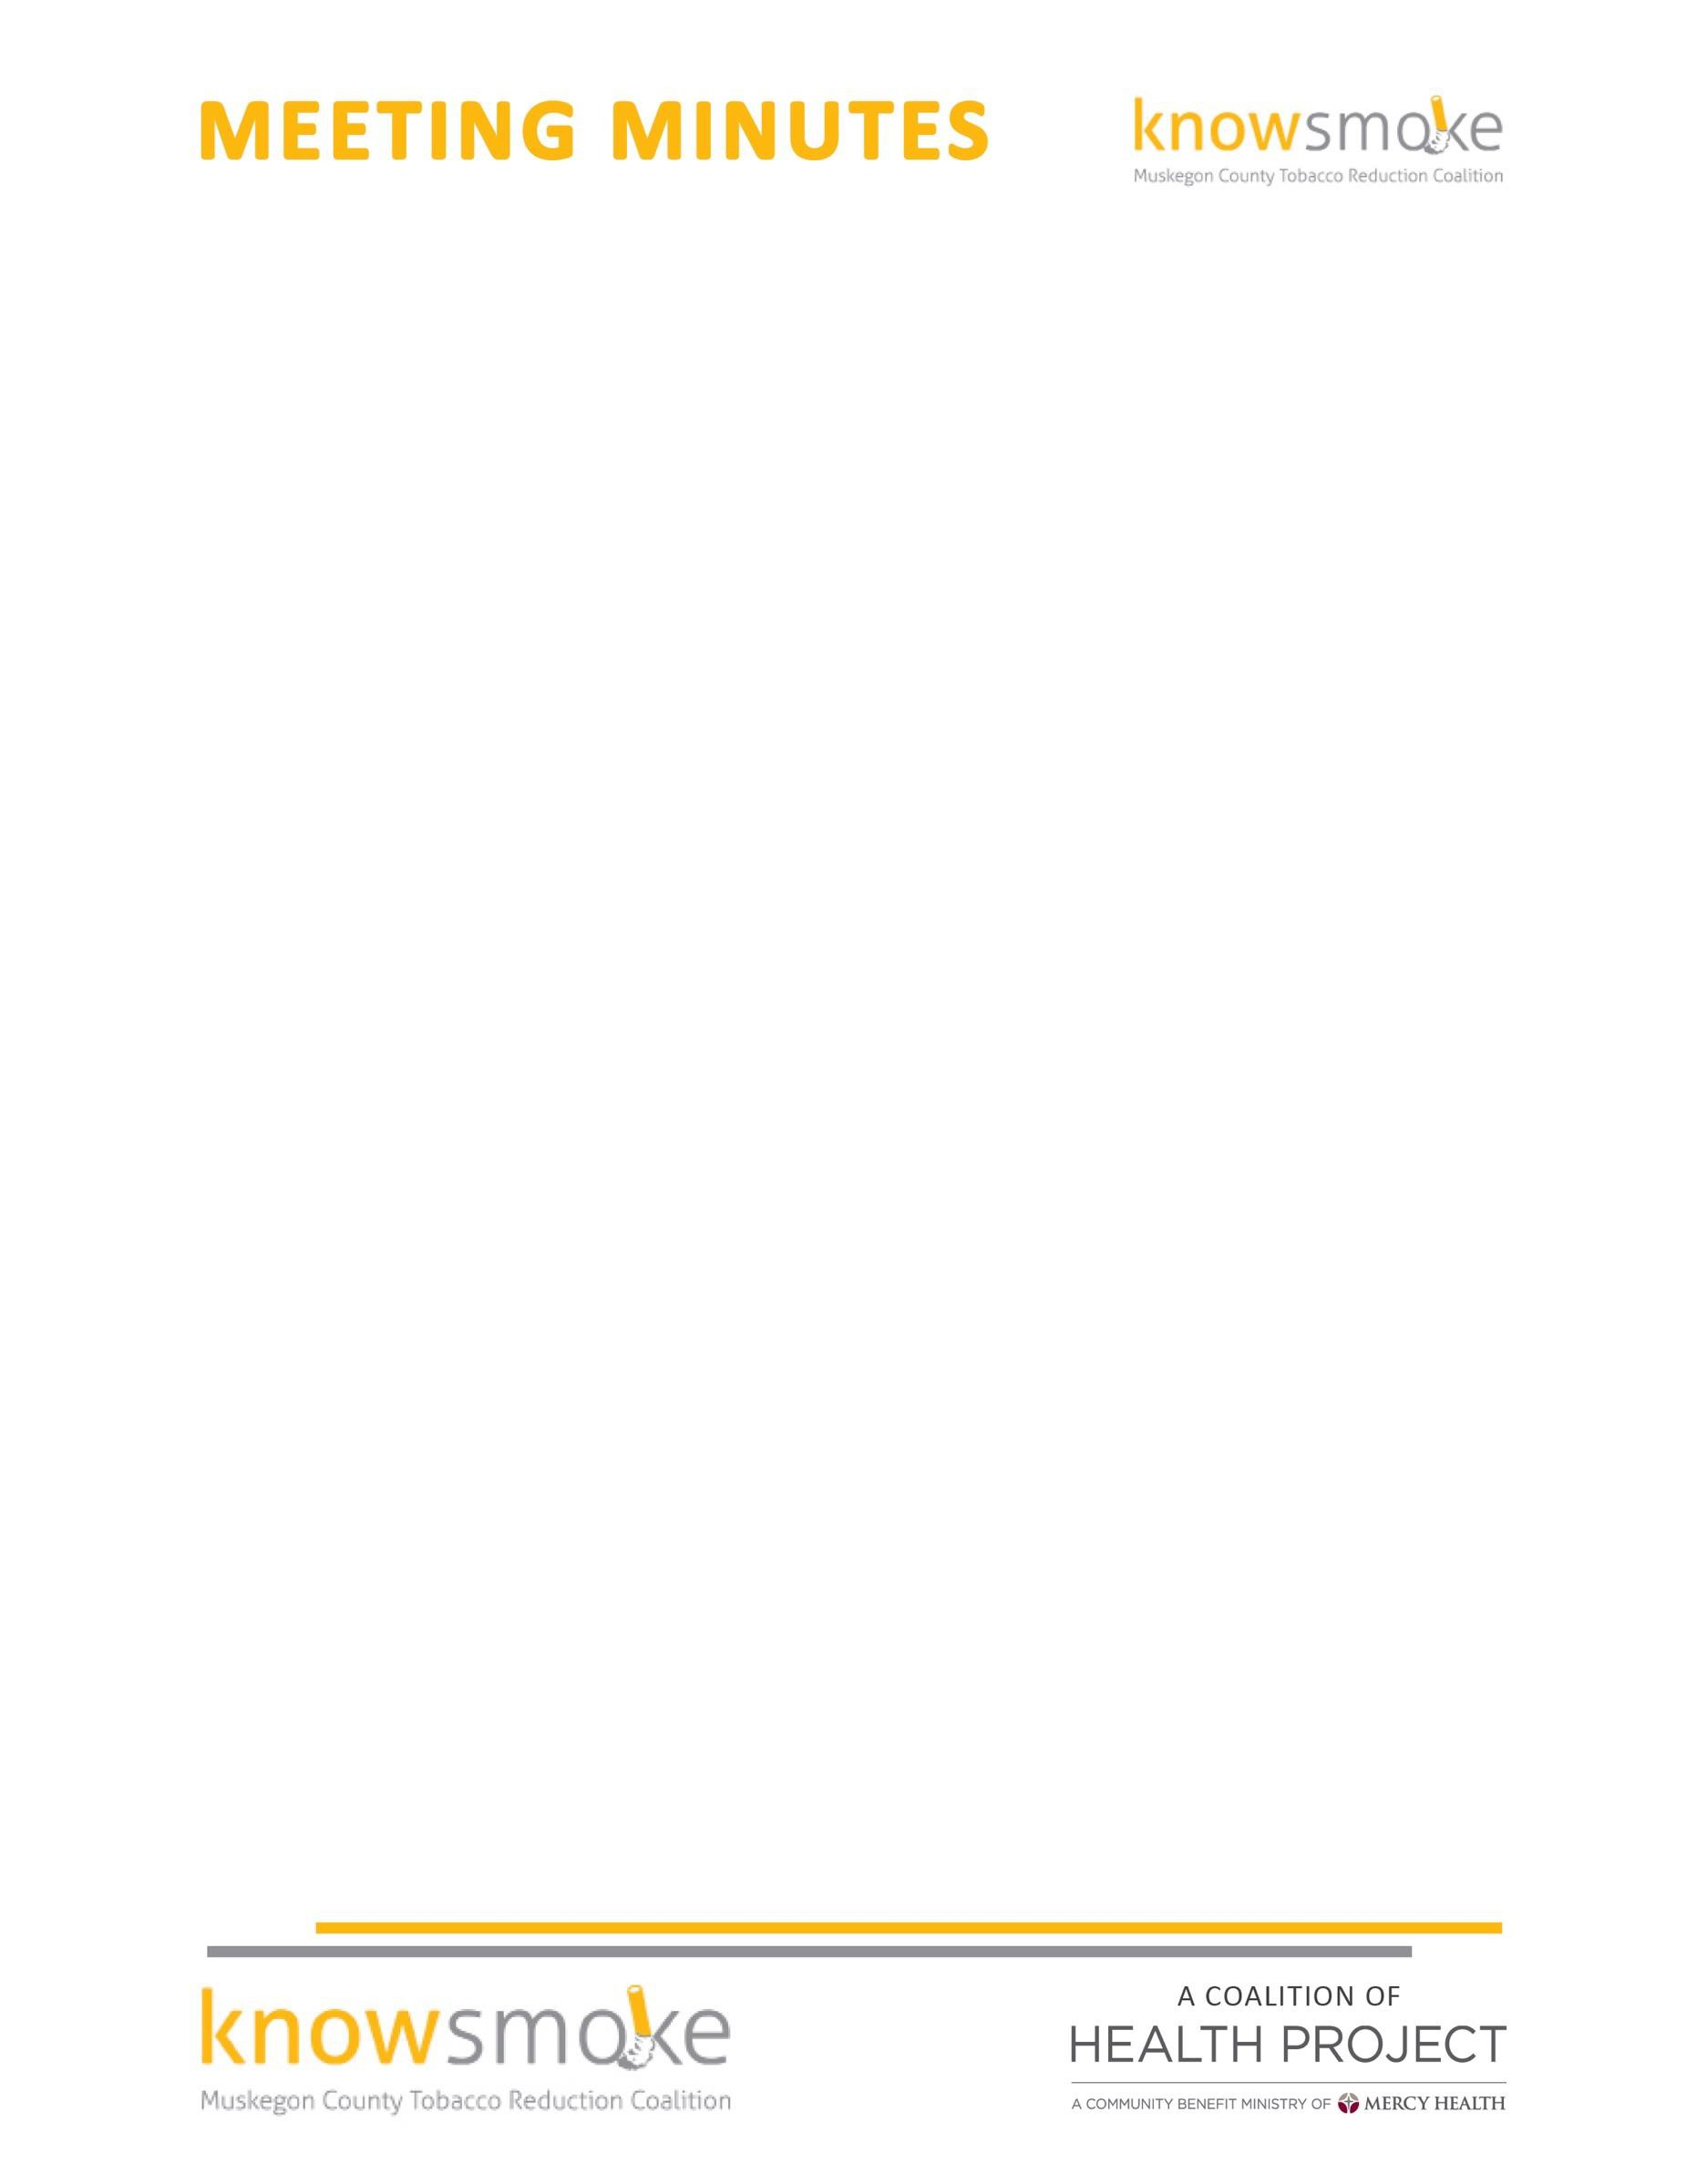 MEETING MINUTES
knowsmoke
Muskegon County Tobacco Reduction Coalition
knowsmoke
Muskegon County Tobacco Reduction Coalition
A COALITION OF
HEALTH PROJECT
A COMMUNITY BENEFIT MINISTRY OF MERCY HEALTH